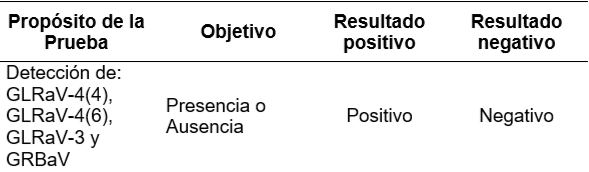 Propósito de la Prueba
Objetivo
Resultado positivo
Resultado negativo
Detección de:
GLRaV-4(4),
GLRaV-4(6),
GLRaV-3 y
GRBaV
Presencia o
Ausencia
Positivo
Negativo